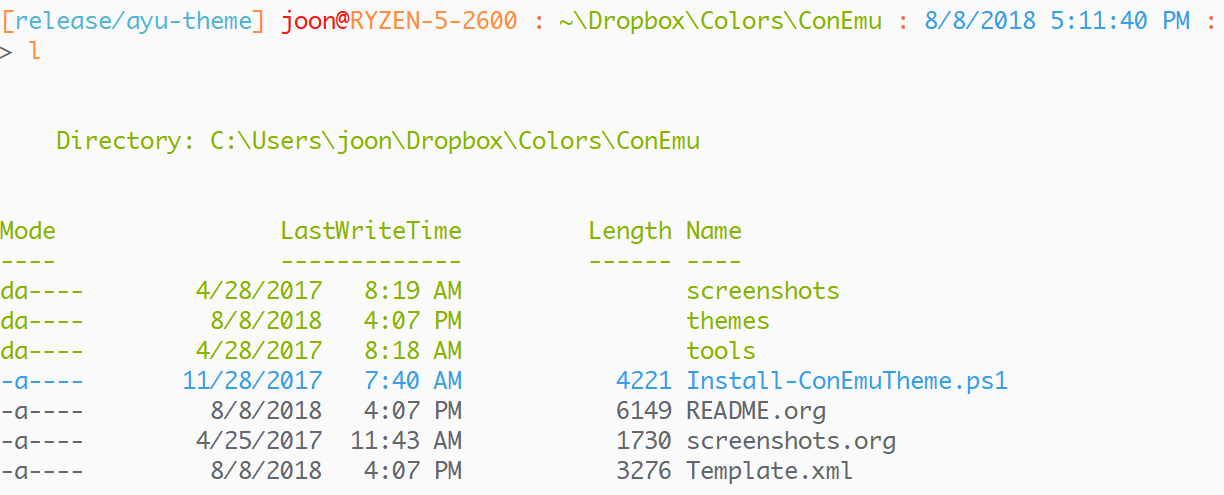 [release/ayu-theme] joon@RYZEN-5-2600 : ~\Dropbox\Colors\ConEmu : 8/8/2018 5:11:40 PM :
> l
Directory: C:\Users\joon\Dropbox\Colors\ConEmu
Mode                LastWriteTime         Length Name
----                -------------         ------ ----
da----        4/28/2017   8:19 AM                screenshots
da----         8/8/2018   4:07 PM                themes
da----        4/28/2017   8:18 AM                tools
-a----       11/28/2017   7:40 AM           4221 Install-ConEmuTheme.ps1
-a----         8/8/2018   4:07 PM           6149 README.org
-a----        4/25/2017  11:43 AM           1730 screenshots.org
-a----         8/8/2018   4:07 PM           3276 Template.xml